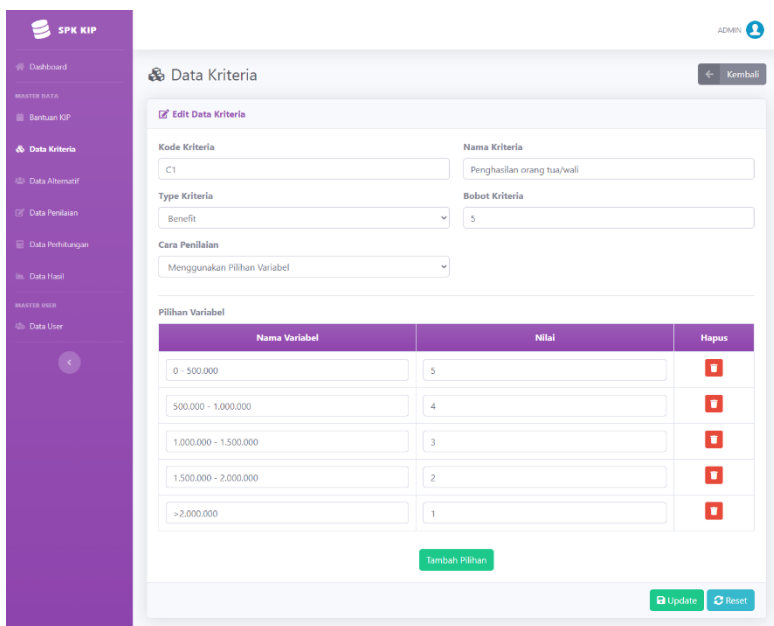 SPK KIP
ADMIN
Dashboard
MASTER DATA
Bantuan KIP
Data Kriteria
Data Alternatif
Data Penilaian
Data Perhitungan
Data Hasil
MASTER USER
Data User
Data Kriteria
Kembali
Edit Data Kriteria
Kode Kriteria
Nama Kriteria
C1
Penghasilan orang tua/wali
Type Kriteria
Bobot Kriteria
Benefit
5
Cara Penilaian
Menggunakan Pilihan Variabel
Pilihan Variabel
Nama Variabel Nilai Hapus
0 - 500.000 5
500.000 - 1.000.000 4
1.000.000 - 1.500.000 3
1.500.000 - 2.000.000 2
>2.000.000 1
Tambah Pilihan
Update Reset